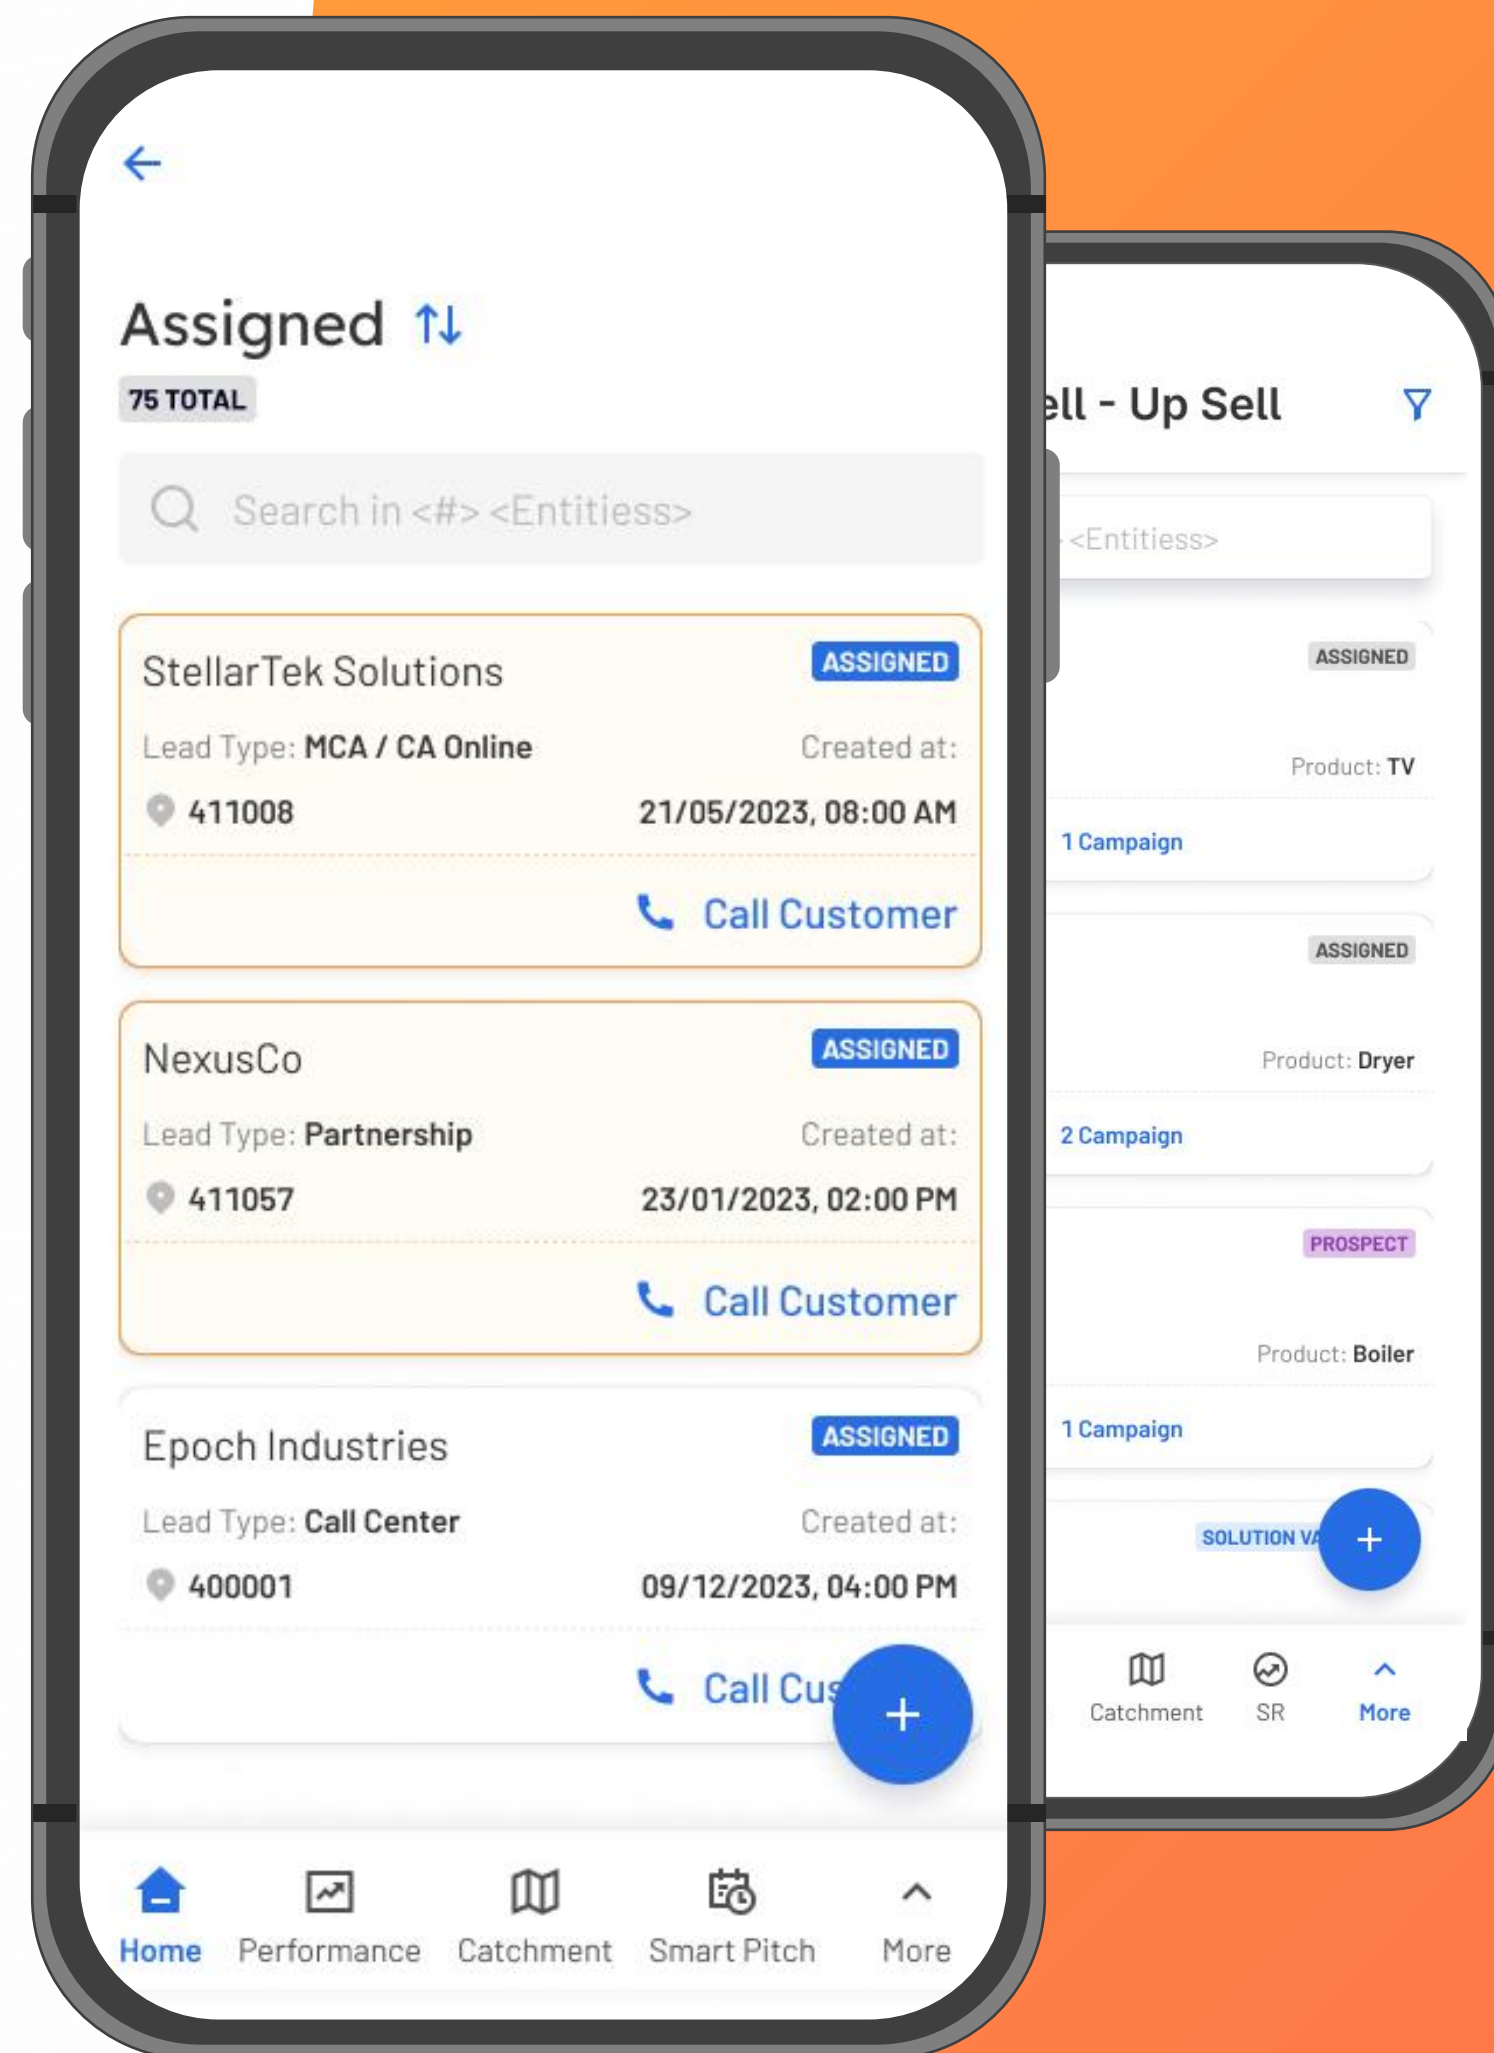 Assigned
75 TOTAL
Search in <#> <Entitiess>
StellarTek Solutions
ASSIGNED
Lead Type: MCA / CA Online
Created at:
411008
21/05/2023, 08:00 AM
Call Customer
NexusCo
ASSIGNED
Lead Type: Partnership
Created at:
411057
23/01/2023, 02:00 PM
Call Customer
Epoch Industries
ASSIGNED
Lead Type: Call Center
Created at:
400001
09/12/2023, 04:00 PM
Call Cus
Home
Performance
Catchment
Smart Pitch
More
ell - Up Sell
<Entitiess>
ASSIGNED
Product: TV
1 Campaign
ASSIGNED
Product: Dryer
2 Campaign
PROSPECT
Product: Boiler
1 Campaign
SOLUTION VA
Catchment
SR
More